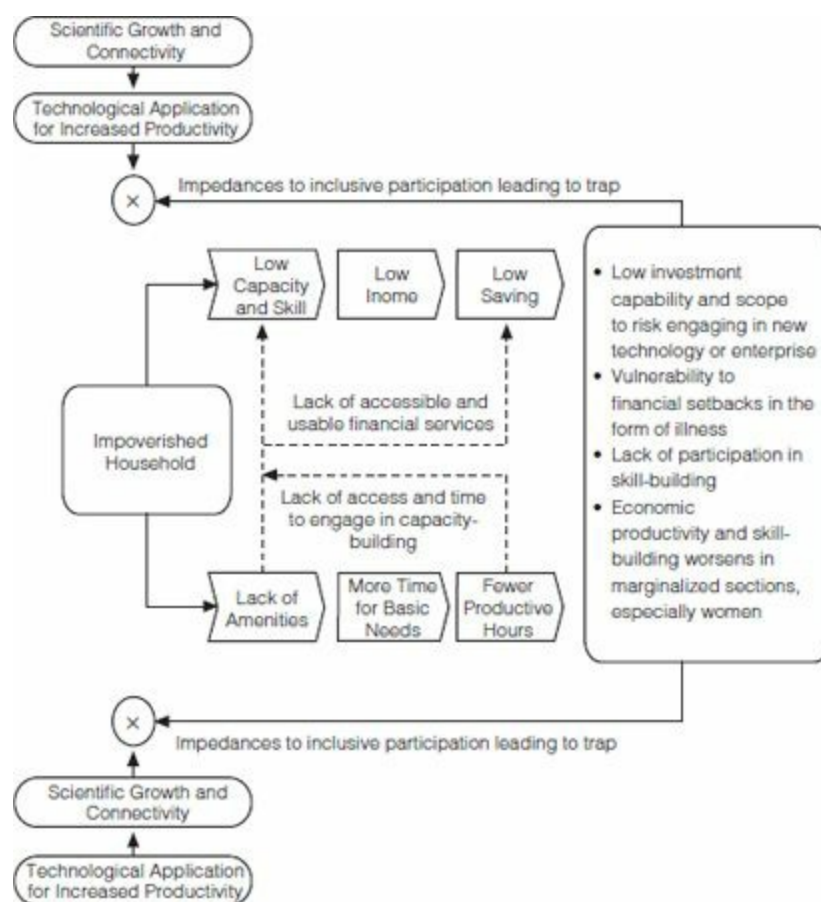 Scientific Growth and
Connectivity
Technological Application
for Increased Productivity
×
Impedances to inclusive participation leading to trap
Low
Capacity
and Skill
Low
Inome
Low
Saving
Lack of accessible and
usable financial services
Impoverished
Household
Lack of access and time
to engage in capacity-
building
Lack of
Amenities
More Time
for Basic
Needs
Fewer
Productive
Hours
• Low investment
capability and scope
to risk engaging in new
technology or enterprise
• Vulnerability to
financial setbacks in the
form of illness
• Lack of participation in
skill-building
• Economic
productivity and skill-
building worsens in
marginalized sections,
especially women
×
Impedances to inclusive participation leading to trap
Scientific Growth and
Connectivity
Technological Application
for Increased Productivity